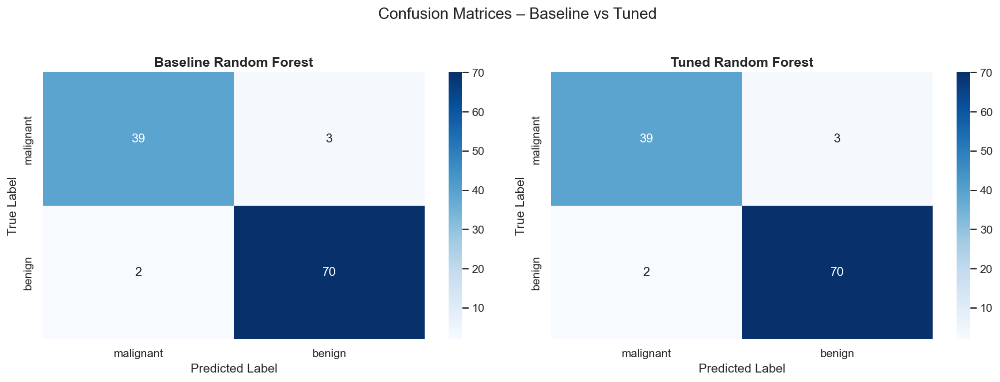 Confusion Matrices – Baseline vs Tuned
Baseline Random Forest
True Label
malignant
benign
39
3
2
70
malignant
benign
Predicted Label
70
60
50
40
30
20
10
Tuned Random Forest
True Label
malignant
benign
39
3
2
70
malignant
benign
Predicted Label
70
60
50
40
30
20
10